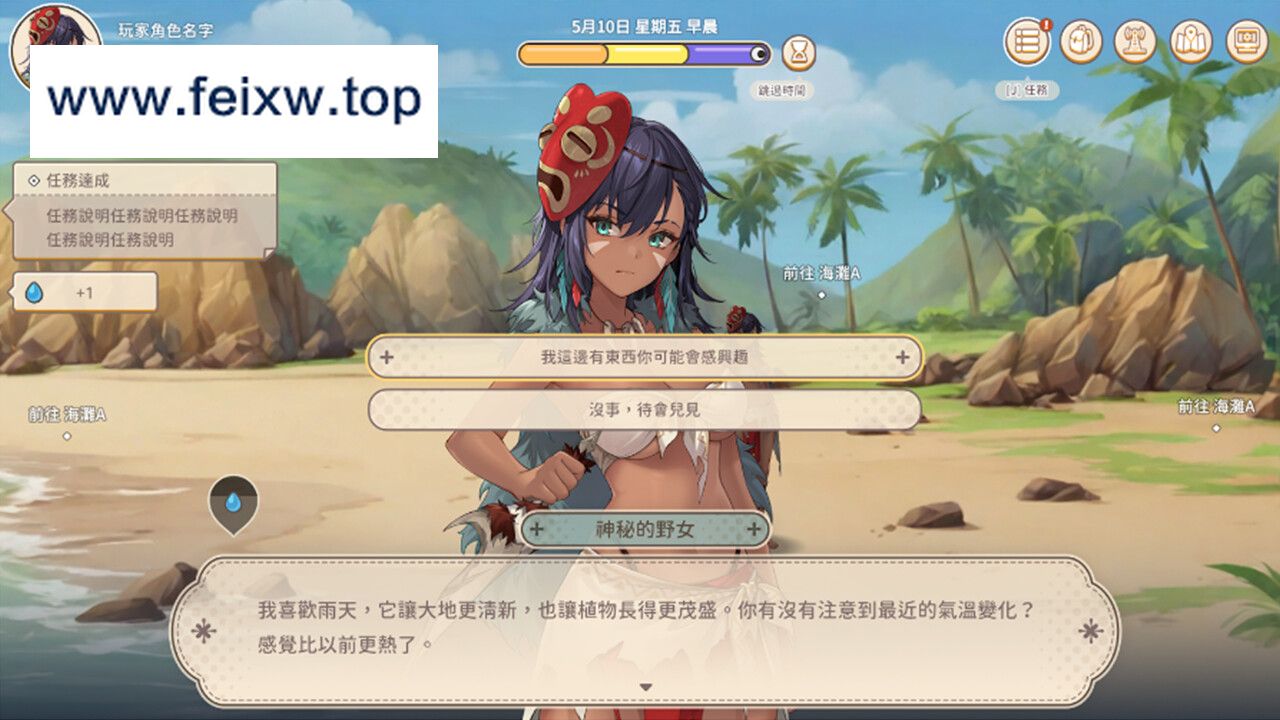 玩家角色名字
5月10日 星期五 早晨
www.feixw.top
跳過時間
[J] 任務
任務達成
任務說明任務說明任務說明
任務說明任務說明
+1
前往 海灘A
我這邊有東西你可能會感興趣
沒事，待會兒見
前往 海灘A
前往 海灘A
神秘的野女
我喜歡雨天，它讓大地更清新，也讓植物長得更茂盛。你有沒有注意到最近的氣溫變化？
感覺比以前更熱了。